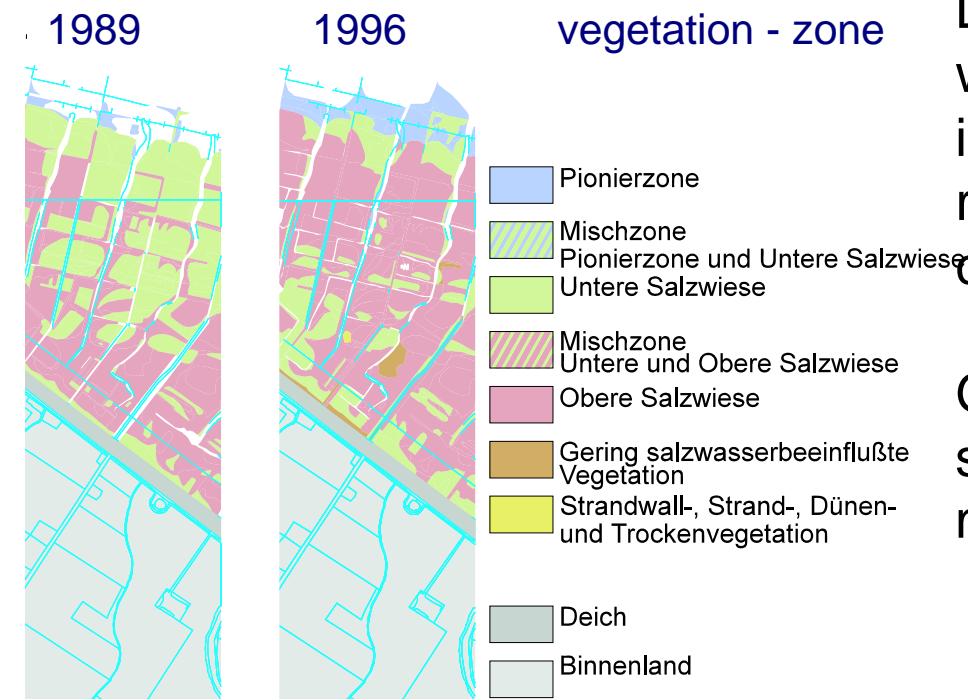 1989 1996 vegetation - zone
Pionierzone
Mischzone
Pionierzone und Untere Salzwiese
Untere Salzwiese
Mischzone
Untere und Obere Salzwiese
Obere Salzwiese
Gering salzwasserbeeinflußte
Vegetation
Strandwall-, Strand-, Dünen-
und Trockenvegetation
Deich
Binnenland